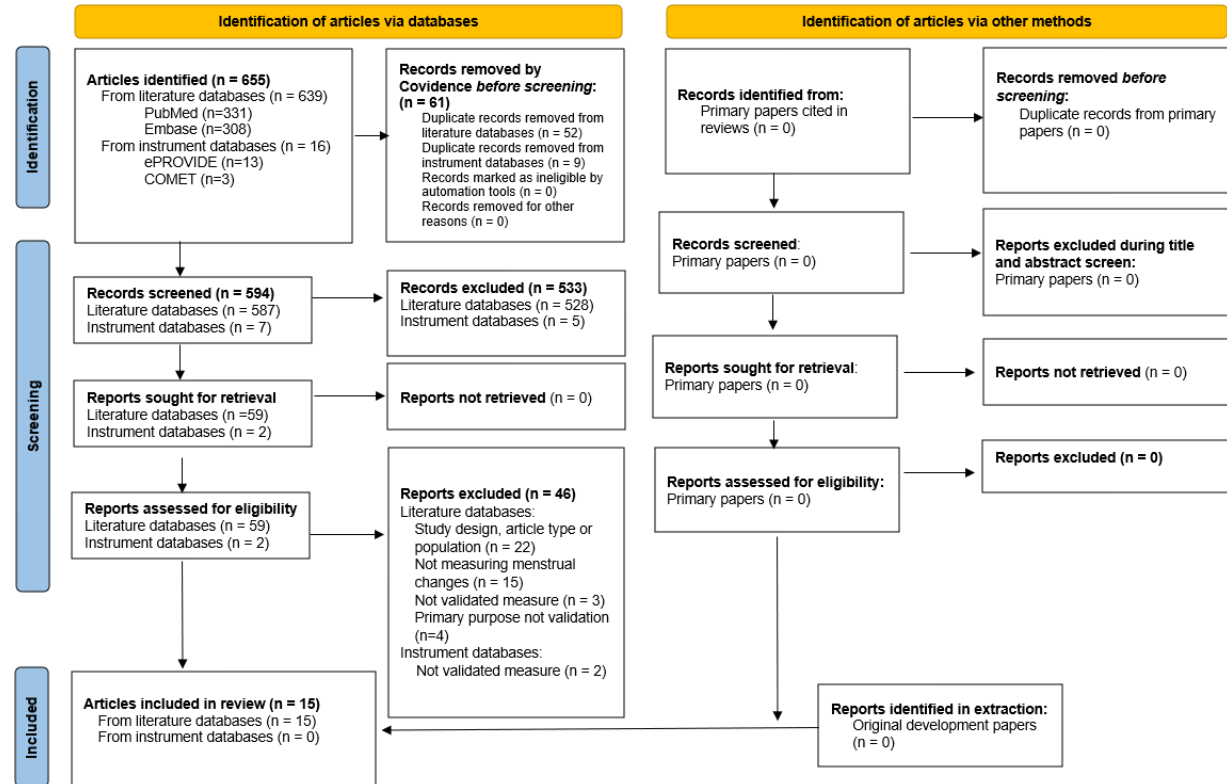 Identification of articles via databases
Identification of articles via other methods
Identification
Articles identified (n = 655)
From literature databases (n = 639)
PubMed (n=331)
Embase (n=308)
From instrument databases (n = 16)
ePROVIDE (n=13)
COMET (n=3)
Records removed by
Covidence before screening:
(n = 61)
Duplicate records removed from
literature databases (n = 52)
Duplicate records removed from
instrument databases (n = 9)
Records marked as ineligible by
automation tools (n = 0)
Records removed for other
reasons (n = 0)
Records identified from:
Primary papers cited in
reviews (n = 0)
Records removed before
screening:
Duplicate records from primary
papers (n = 0)
Screening
Records screened (n = 594)
Literature databases (n = 587)
Instrument databases (n = 7)
Records excluded (n = 533)
Literature databases (n = 528)
Instrument databases (n = 5)
Records screened:
Primary papers (n = 0)
Reports excluded during title
and abstract screen:
Primary papers (n = 0)
Reports sought for retrieval
Literature databases (n =59)
Instrument databases (n = 2)
Reports not retrieved (n = 0)
Reports sought for retrieval:
Primary papers (n = 0)
Reports not retrieved (n = 0)
Reports assessed for eligibility
Literature databases (n = 59)
Instrument databases (n = 2)
Reports excluded (n = 46)
Literature databases:
Study design, article type or
population (n = 22)
Not measuring menstrual
changes (n = 15)
Not validated measure (n = 3)
Primary purpose not validation
(n=4)
Instrument databases:
Not validated measure (n = 2)
Reports assessed for eligibility:
Primary papers (n = 0)
Reports excluded (n = 0)
Included
Articles included in review (n = 15)
From literature databases (n = 15)
From instrument databases (n = 0)
Reports identified in extraction:
Original development papers
(n = 0)